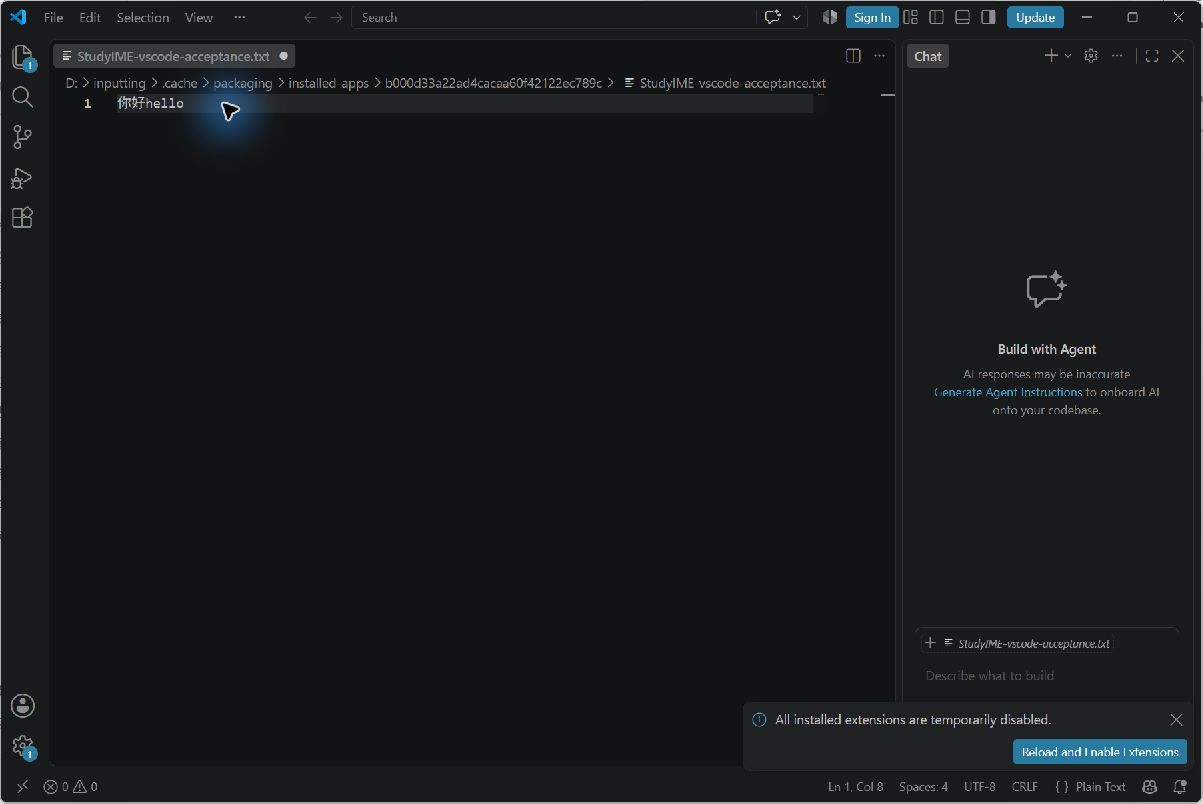 File Edit Selection View ··· Search Sign In Update
StudyIME-vscode-acceptance.txt
Chat
D: > inputting > .cache > packaging > installed-apps > b000d33a22ad4cacaa60f42122ec789c > StudyIME-vscode-acceptance.txt
1 你好hello
1
Build with Agent
AI responses may be inaccurate
Generate Agent Instructions to onboard AI
onto your codebase.
StudyIME-vscode-acceptance.txt
Describe what to build
All installed extensions are temporarily disabled.
Reload and Enable Extensions
1
0 0 Ln 1, Col 8 Spaces: 4 UTF-8 CRLF { } Plain Text